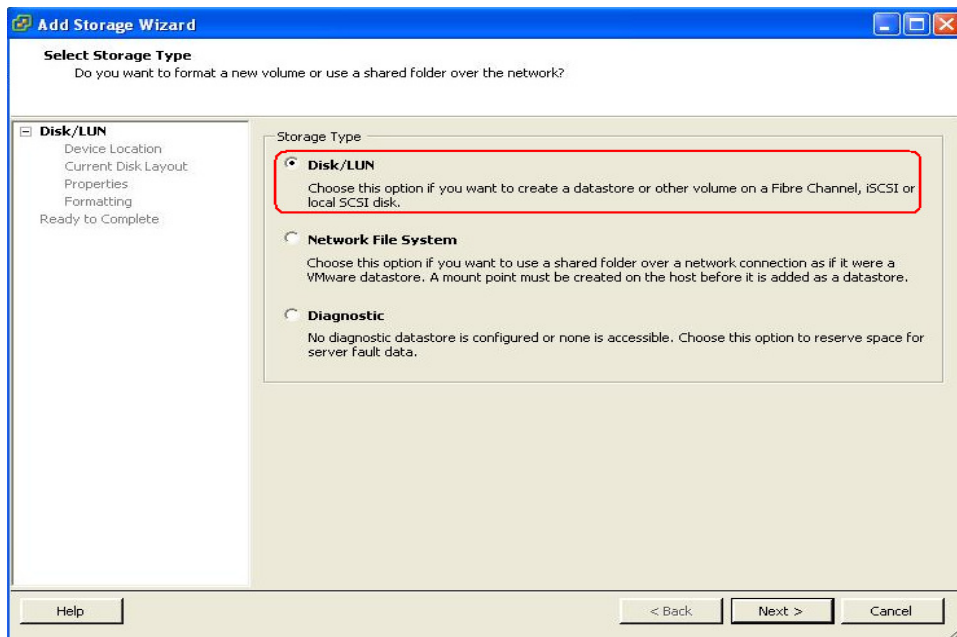 Add Storage Wizard
Select Storage Type
Do you want to format a new volume or use a shared folder over the network?
Disk/LUN
Device Location
Current Disk Layout
Properties
Formatting
Ready to Complete
Storage Type
Disk/LUN
Choose this option if you want to create a datastore or other volume on a Fibre Channel, iSCSI or
local SCSI disk.
Network File System
Choose this option if you want to use a shared folder over a network connection as if it were a
VMware datastore. A mount point must be created on the host before it is added as a datastore.
Diagnostic
No diagnostic datastore is configured or none is accessible. Choose this option to reserve space for
server fault data.
Help
< Back
Next >
Cancel